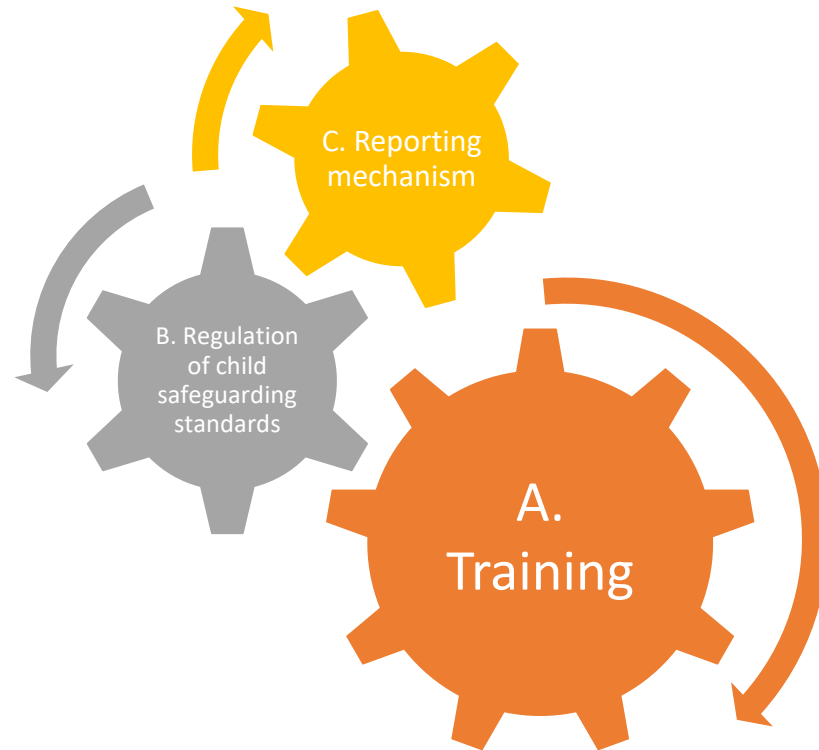 C. Reporting
mechanism
B. Regulation
of child
safeguarding
standards
A.
Training